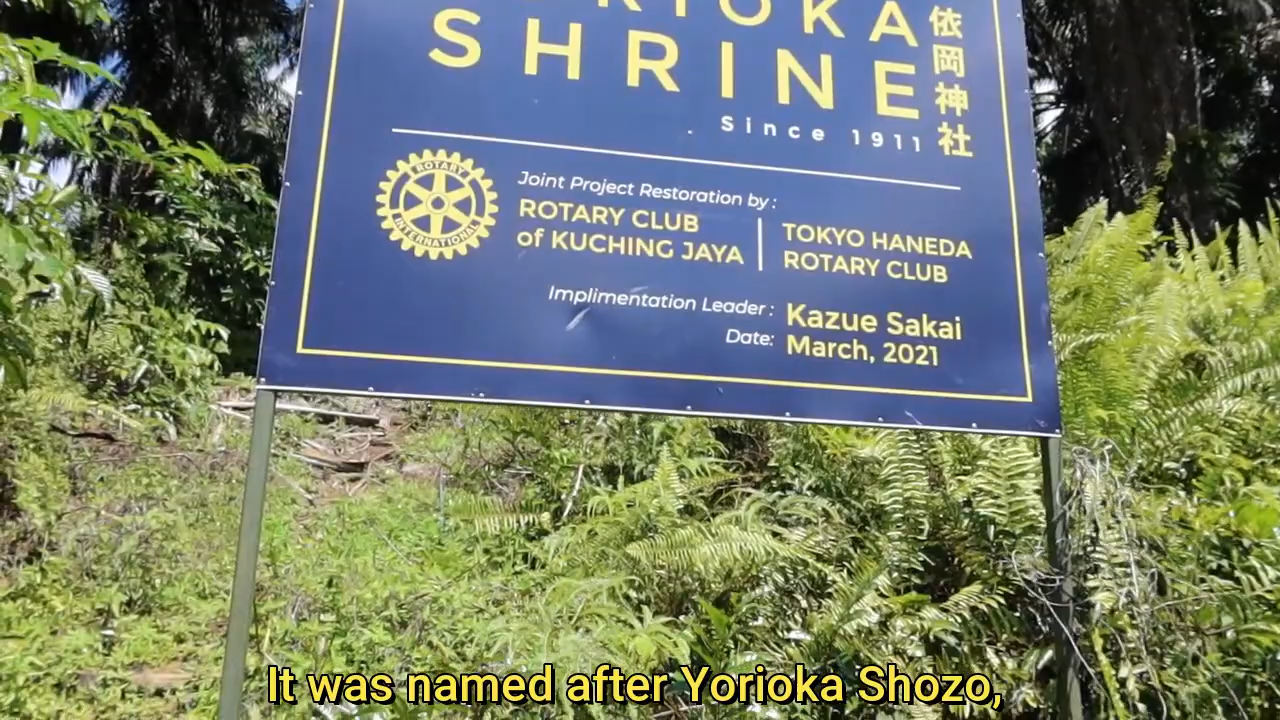 RIOKA
SHRINE
依岡神社
Since 1911
ROTARY
INTERNATIONAL
Joint Project Restoration by :
ROTARY CLUB
of KUCHING JAYA
TOKYO HANEDA
ROTARY CLUB
Implimentation Leader : Kazue Sakai
Date: March, 2021
It was named after Yorioka Shozo,